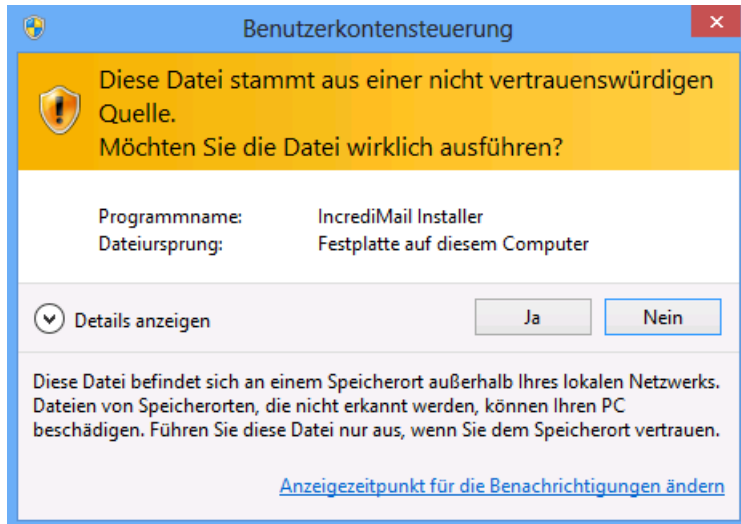 Benutzerkontensteuerung
Diese Datei stammt aus einer nicht vertrauenswürdigen
Quelle.
Möchten Sie die Datei wirklich ausführen?
Programmname: IncrediMail Installer
Dateiursprung: Festplatte auf diesem Computer
Details anzeigen Ja Nein
Diese Datei befindet sich an einem Speicherort außerhalb Ihres lokalen Netzwerks.
Dateien von Speicherorten, die nicht erkannt werden, können Ihren PC
beschädigen. Führen Sie diese Datei nur aus, wenn Sie dem Speicherort vertrauen.
Anzeigezeitpunkt für die Benachrichtigungen ändern